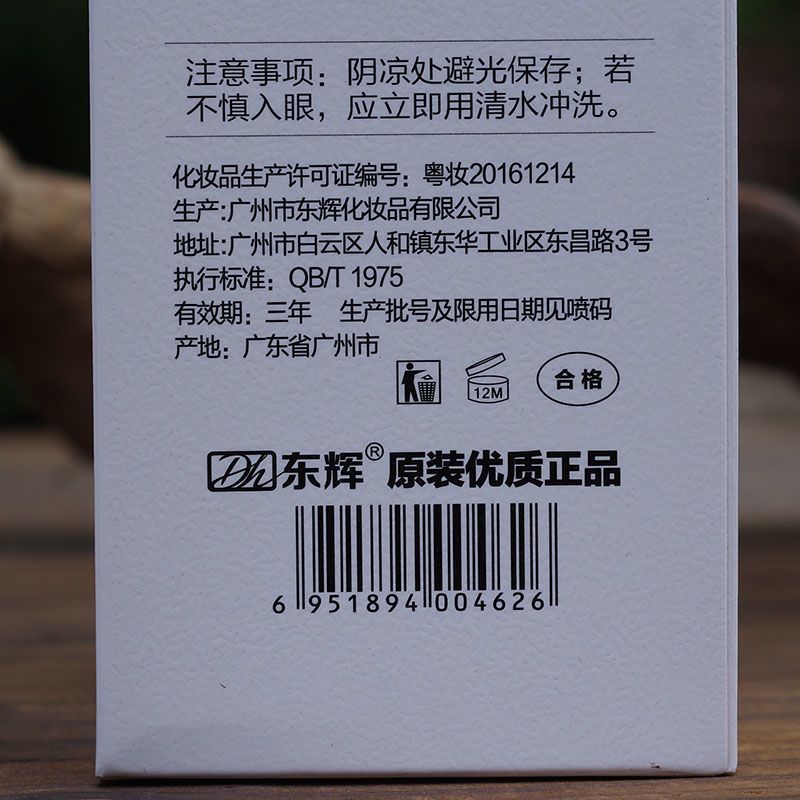 注意事项：阴凉处避光保存；若
不慎入眼，应立即用清水冲洗。
化妆品生产许可证编号：粤妆20161214
生产:广州市东辉化妆品有限公司
地址:广州市白云区人和镇东华工业区东昌路3号
执行标准：QB/T 1975
有效期：三年 生产批号及限用日期见喷码
产地：广东省广州市
12M 合格
Dh 东辉® 原装优质正品
6 951894 004626